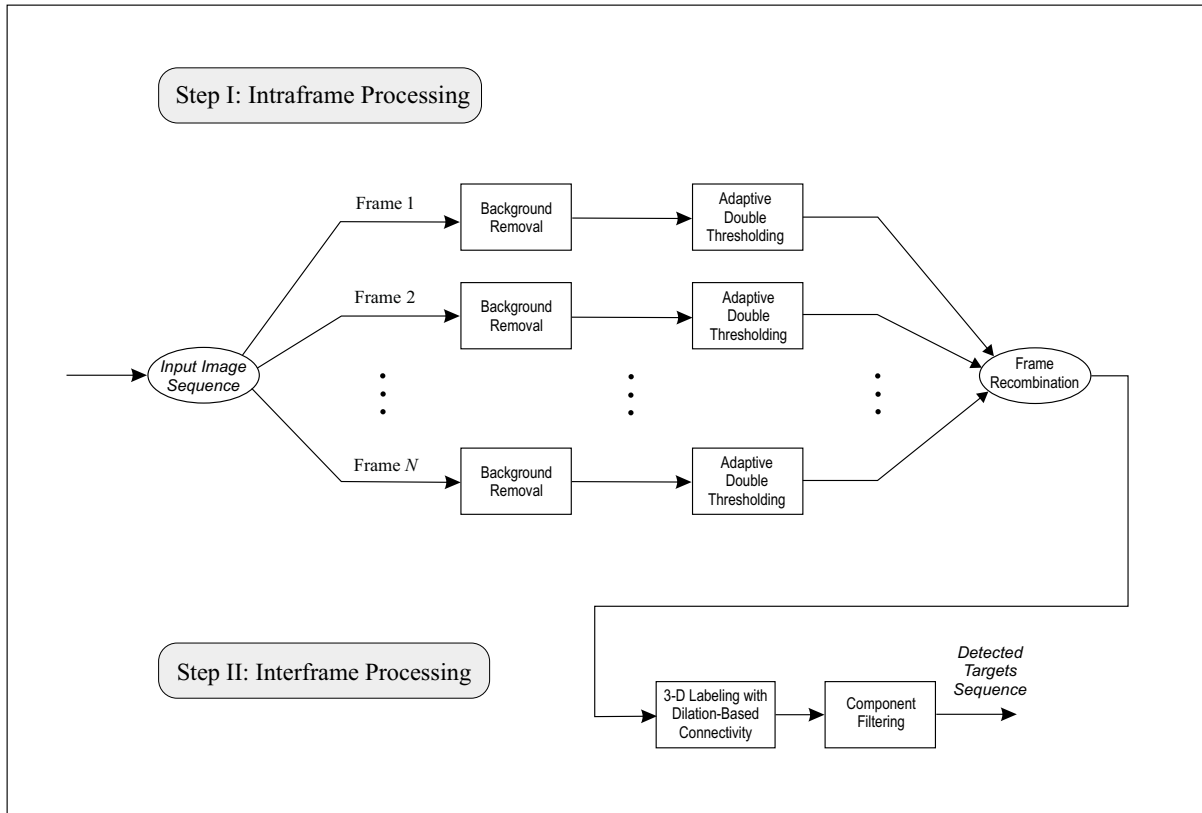 Step I: Intraframe Processing
Frame 1
Background
Removal
Adaptive
Double
Thresholding
Frame 2
Background
Removal
Adaptive
Double
Thresholding
Input Image
Sequence
Frame
Recombination
Frame N
Background
Removal
Adaptive
Double
Thresholding
Step II: Interframe Processing
3-D Labeling with
Dilation-Based
Connectivity
Component
Filtering
Detected
Targets
Sequence